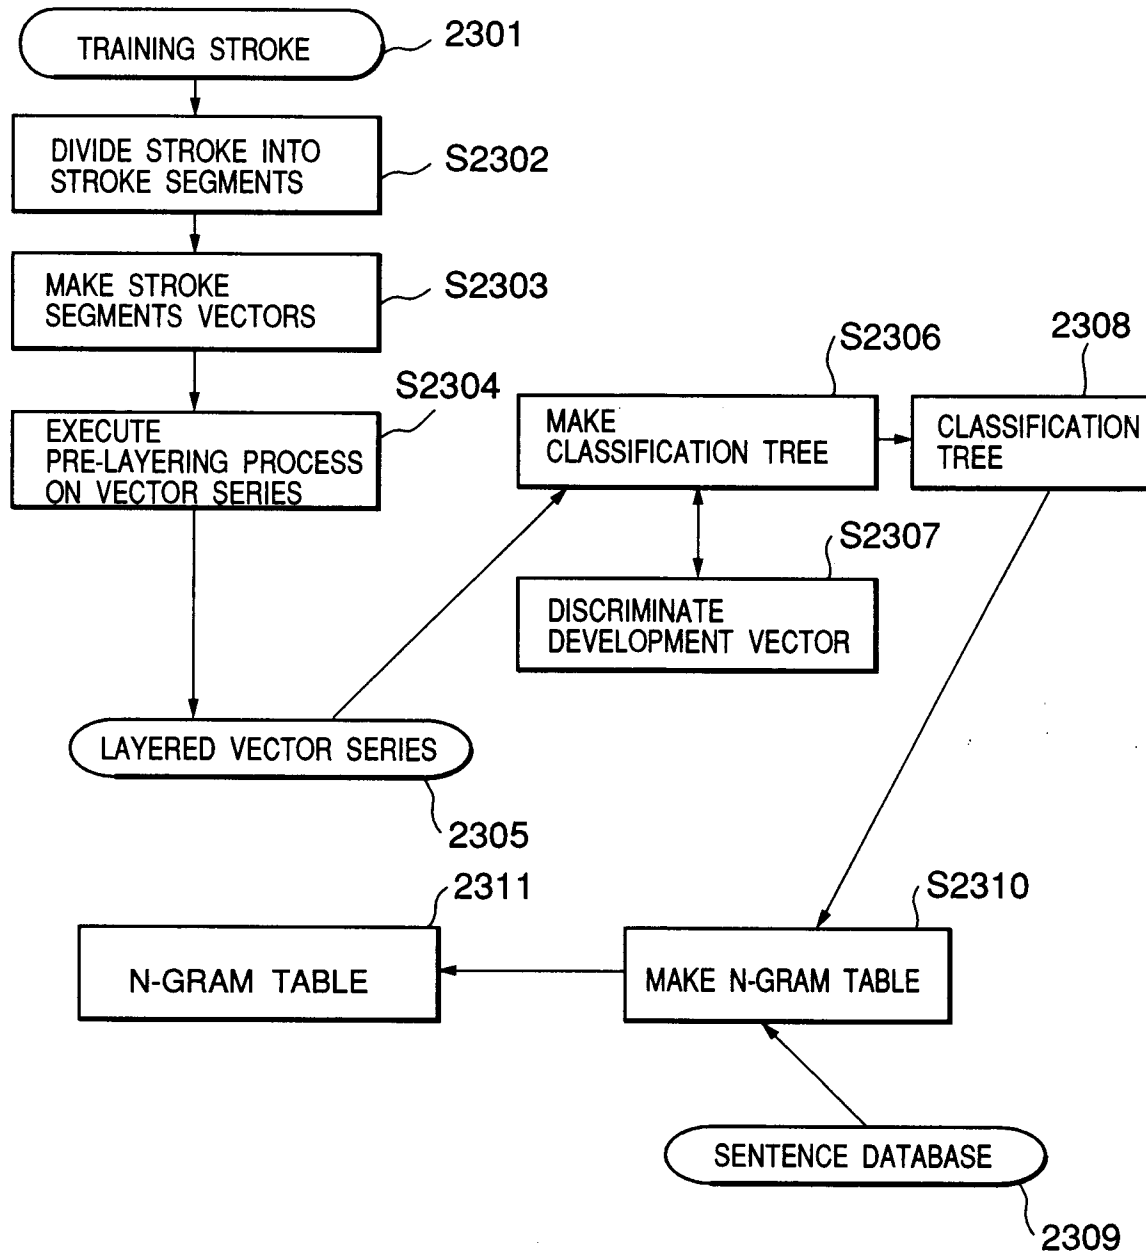 TRAINING STROKE
2301
DIVIDE STROKE INTO
STROKE SEGMENTS
S2302
MAKE STROKE
SEGMENTS VECTORS
S2303
S2304
EXECUTE
PRE-LAYERING PROCESS
ON VECTOR SERIES
S2306
MAKE
CLASSIFICATION TREE
2308
CLASSIFICATION
TREE
S2307
DISCRIMINATE
DEVELOPMENT VECTOR
LAYERED VECTOR SERIES
2305
2311
N-GRAM TABLE
S2310
MAKE N-GRAM TABLE
SENTENCE DATABASE
2309